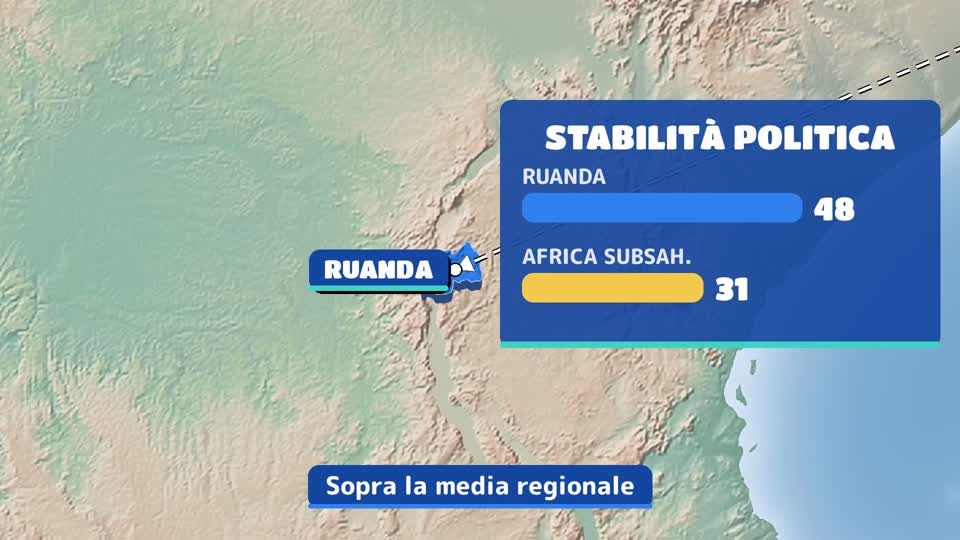 STABILITÀ POLITICA
RUANDA
48
AFRICA SUBSAH.
31
RUANDA
Sopra la media regionale